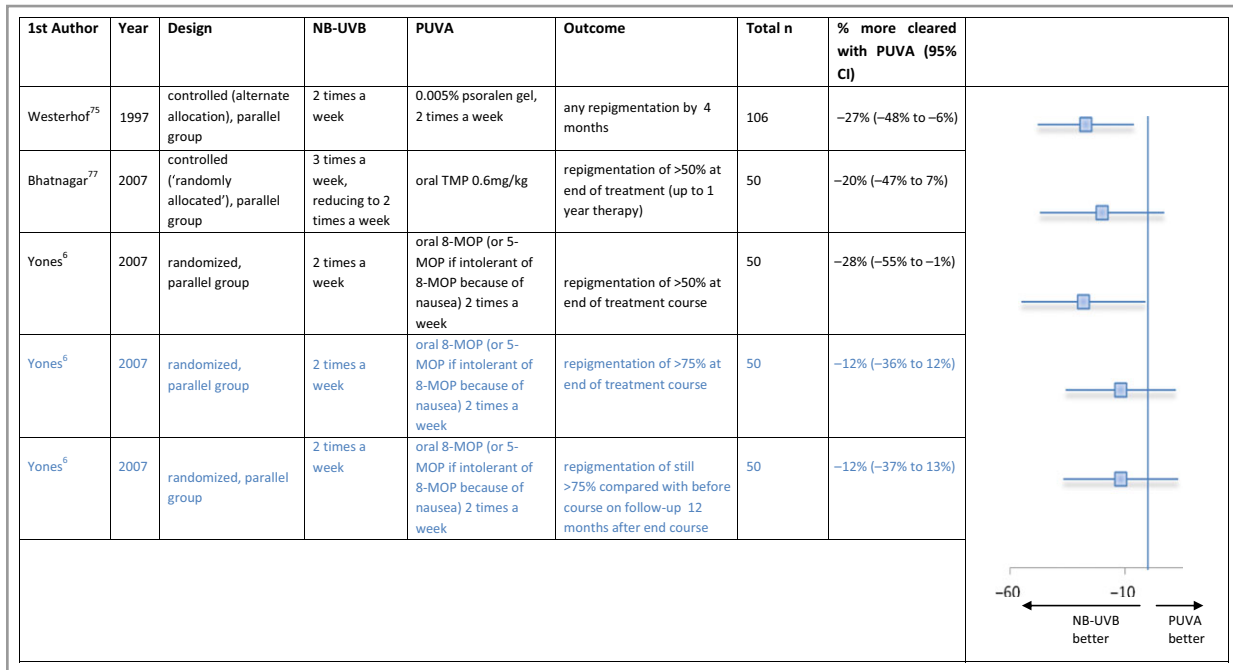 1st Author Year Design NB-UVB PUVA Outcome Total n % more cleared
with PUVA (95%
CI)
Westerhof75 1997 controlled (alternate
allocation), parallel
group
2 times a
week
0.005% psoralen gel,
2 times a week
any repigmentation by 4
months
106
–27% (–48% to –6%)
Bhatnagar77 2007 controlled
('randomly
allocated'), parallel
group
3 times a
week,
reducing to 2
times a week
oral TMP 0.6mg/kg
repigmentation of >50% at
end of treatment (up to 1
year therapy)
50
–20% (–47% to 7%)
Yones6 2007 randomized,
parallel group
2 times a
week
oral 8-MOP (or 5-
MOP if intolerant of
8-MOP because of
nausea) 2 times a
week
repigmentation of >50% at
end of treatment course
50
–28% (–55% to –1%)
Yones6 2007 randomized,
parallel group
2 times a
week
oral 8-MOP (or 5-
MOP if intolerant of
8-MOP because of
nausea) 2 times a
week
repigmentation of >75% at
end of treatment course
50
–12% (–36% to 12%)
Yones6 2007 randomized, parallel
group
2 times a
week
oral 8-MOP (or 5-
MOP if intolerant of
8-MOP because of
nausea) 2 times a
week
repigmentation of still
>75% compared with before
course on follow-up 12
months after end course
50
–12% (–37% to 13%)
–60 –10
NB-UVB
better
PUVA
better